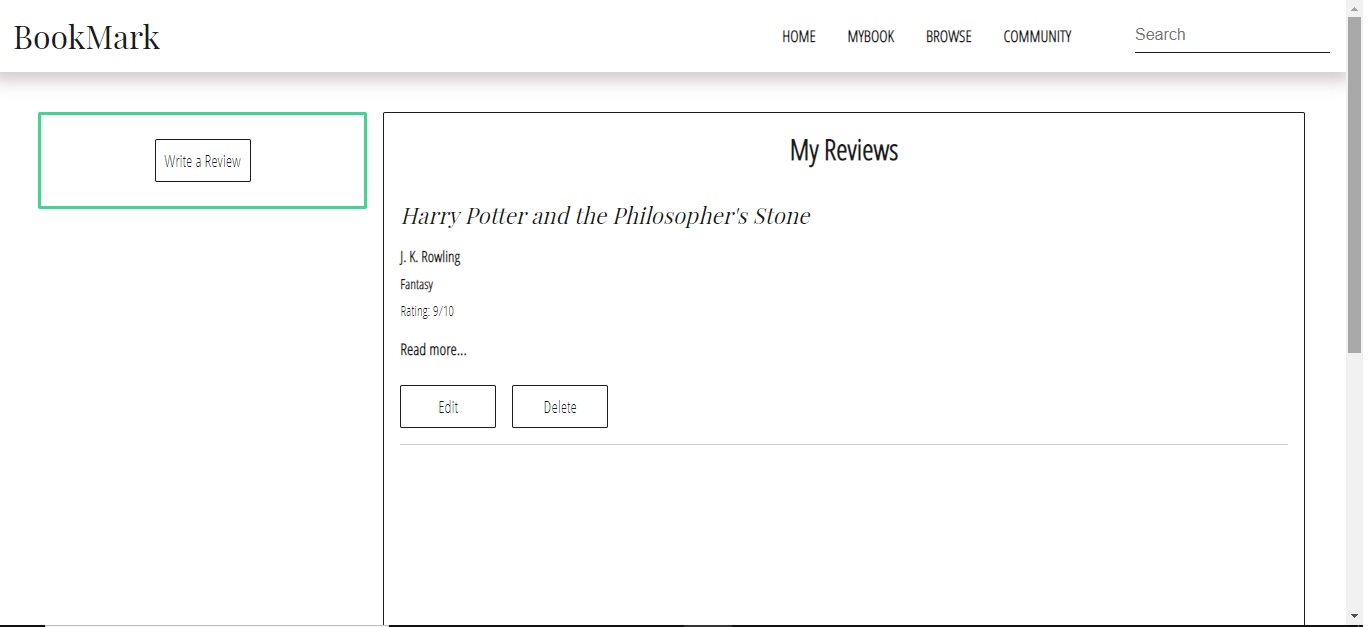 BookMark
HOME MYBOOK BROWSE COMMUNITY Search
Write a Review
My Reviews
Harry Potter and the Philosopher's Stone
J. K. Rowling
Fantasy
Rating: 9/10
Read more...
Edit Delete